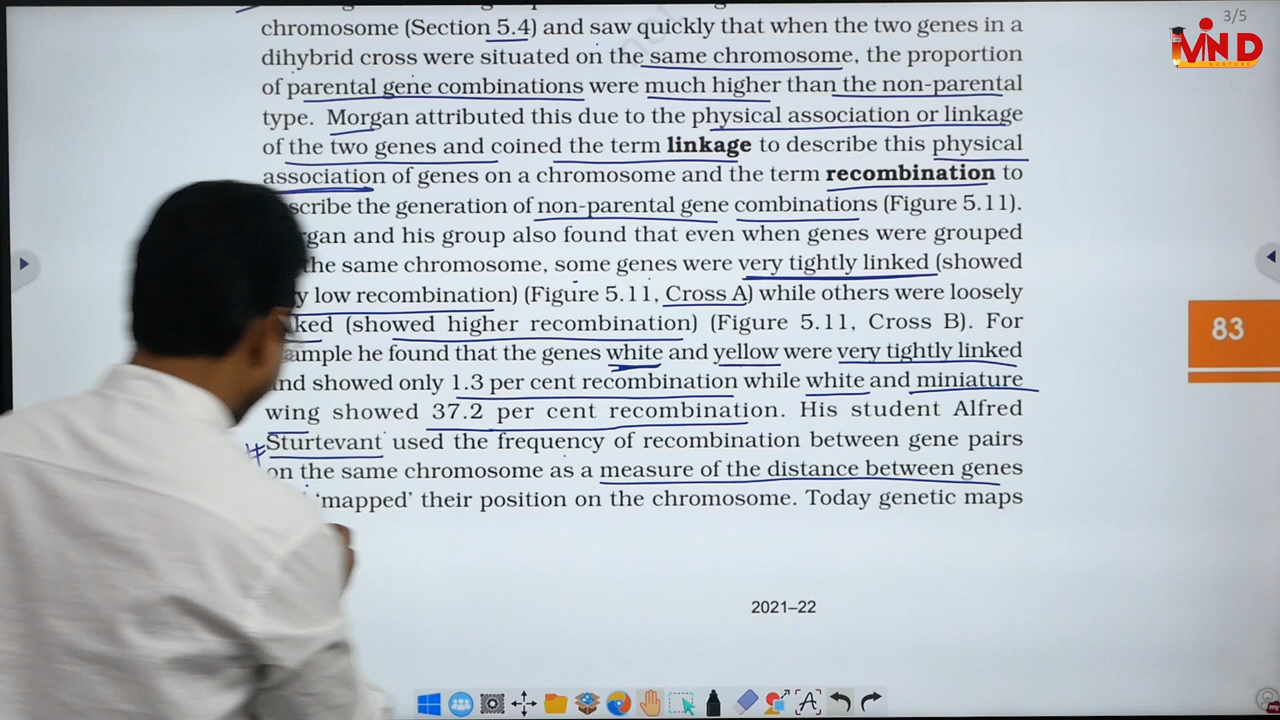 3/5
MIND
NURTURE
chromosome (Section 5.4) and saw quickly that when the two genes in a
dihybrid cross were situated on the same chromosome, the proportion
of parental gene combinations were much higher than the non-parental
type. Morgan attributed this due to the physical association or linkage
of the two genes and coined the term linkage to describe this physical
association of genes on a chromosome and the term recombination to
scribe the generation of non-parental gene combinations (Figure 5.11).
rgan and his group also found that even when genes were grouped
the same chromosome, some genes were very tightly linked (showed
y low recombination) (Figure 5.11, Cross A) while others were loosely
ked (showed higher recombination) (Figure 5.11, Cross B). For
ample he found that the genes white and yellow were very tightly linked
nd showed only 1.3 per cent recombination while white and miniature
wing showed 37.2 per cent recombination. His student Alfred
# Sturtevant used the frequency of recombination between gene pairs
on the same chromosome as a measure of the distance between genes
'mapped' their position on the chromosome. Today genetic maps
83
2021–22